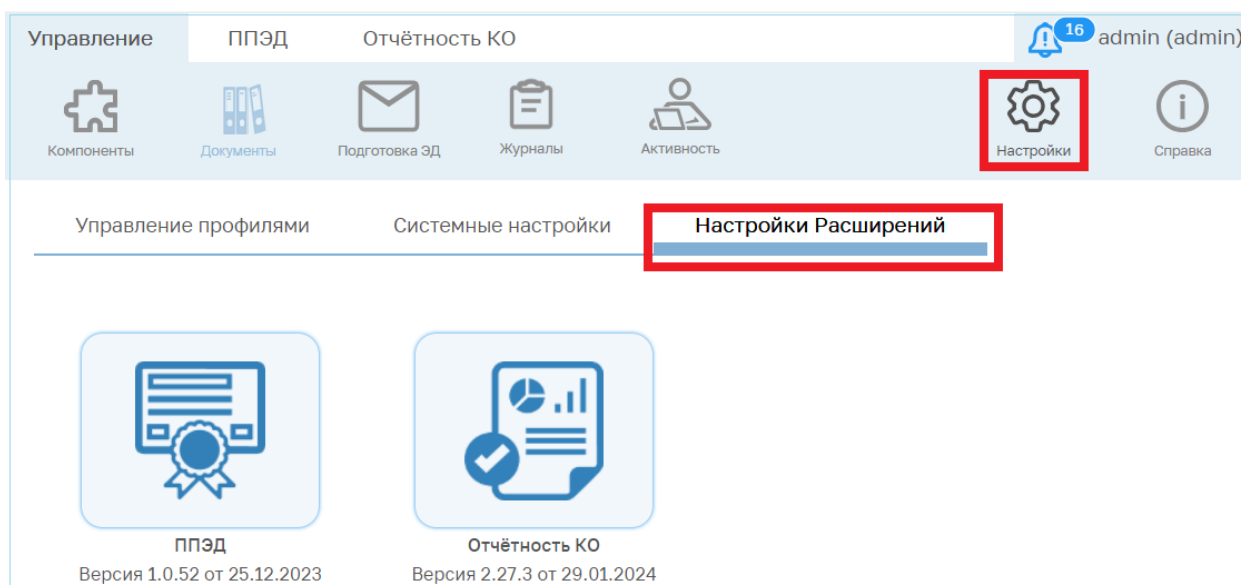 Управление ППЭД Отчётность КО 16 admin (admin)
Компоненты Документы Подготовка ЭД Журналы Активность Настройки Справка
Управление профилями Системные настройки Настройки Расширений
ППЭД Отчётность КО
Версия 1.0.52 от 25.12.2023 Версия 2.27.3 от 29.01.2024